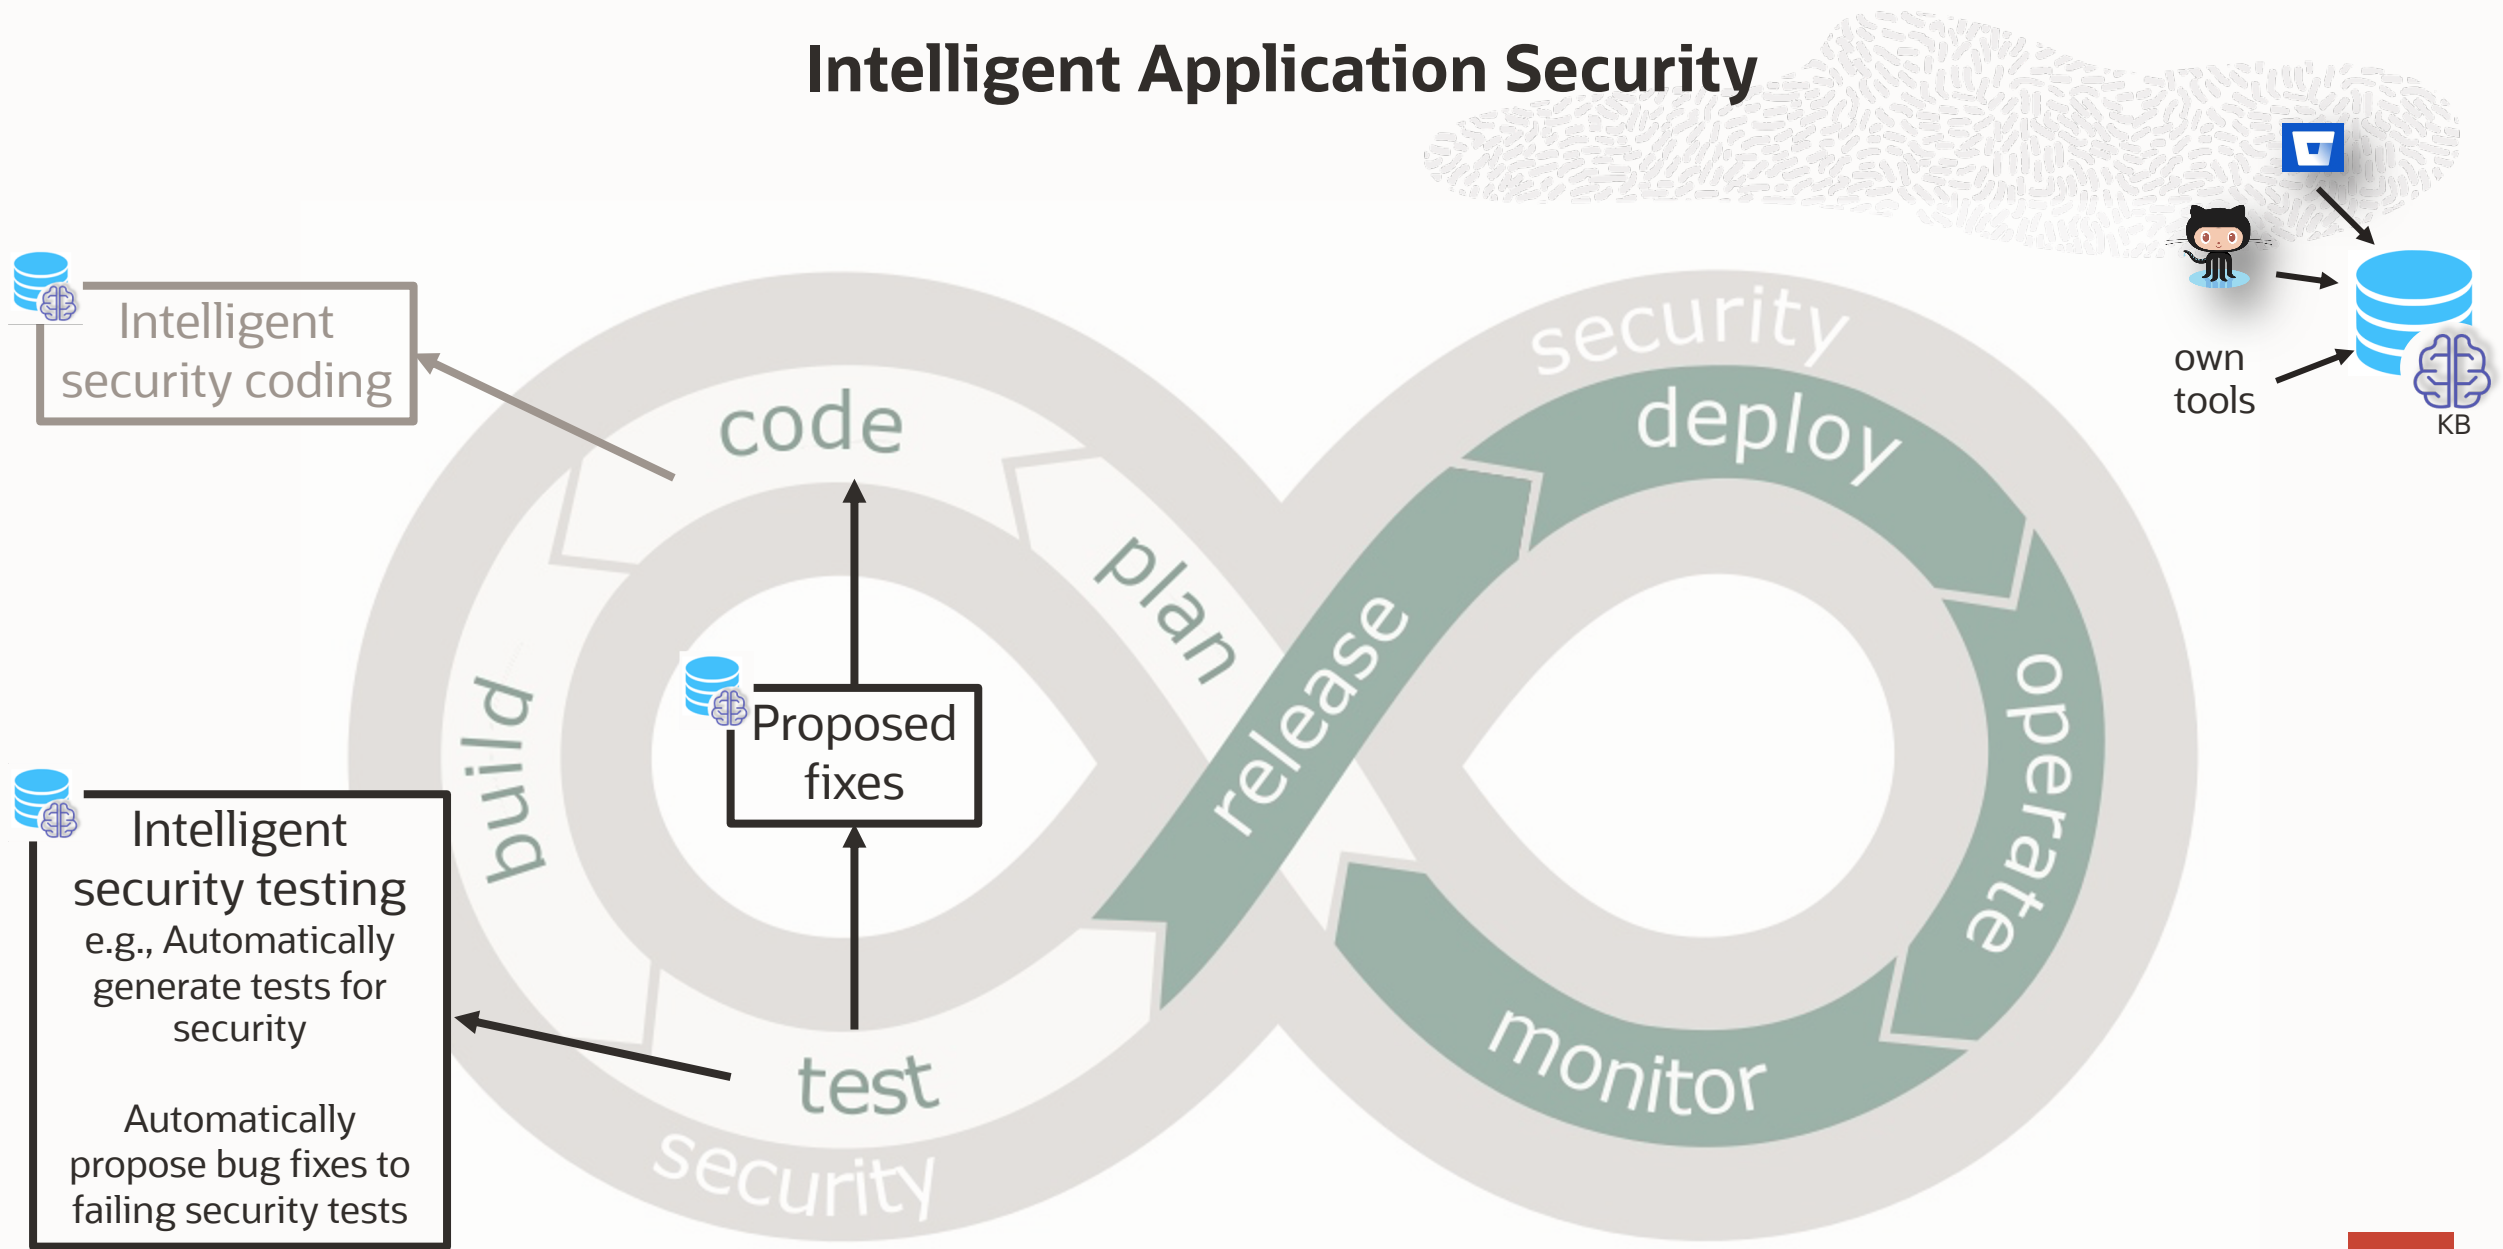 Intelligent Application Security
Intelligent
security coding
own
tools
KB
security
deploy
code
plan
release
operate
build
Proposed
fixes
monitor
test
security
Intelligent
security testing
e.g., Automatically
generate tests for
security
Automatically
propose bug fixes to
failing security tests